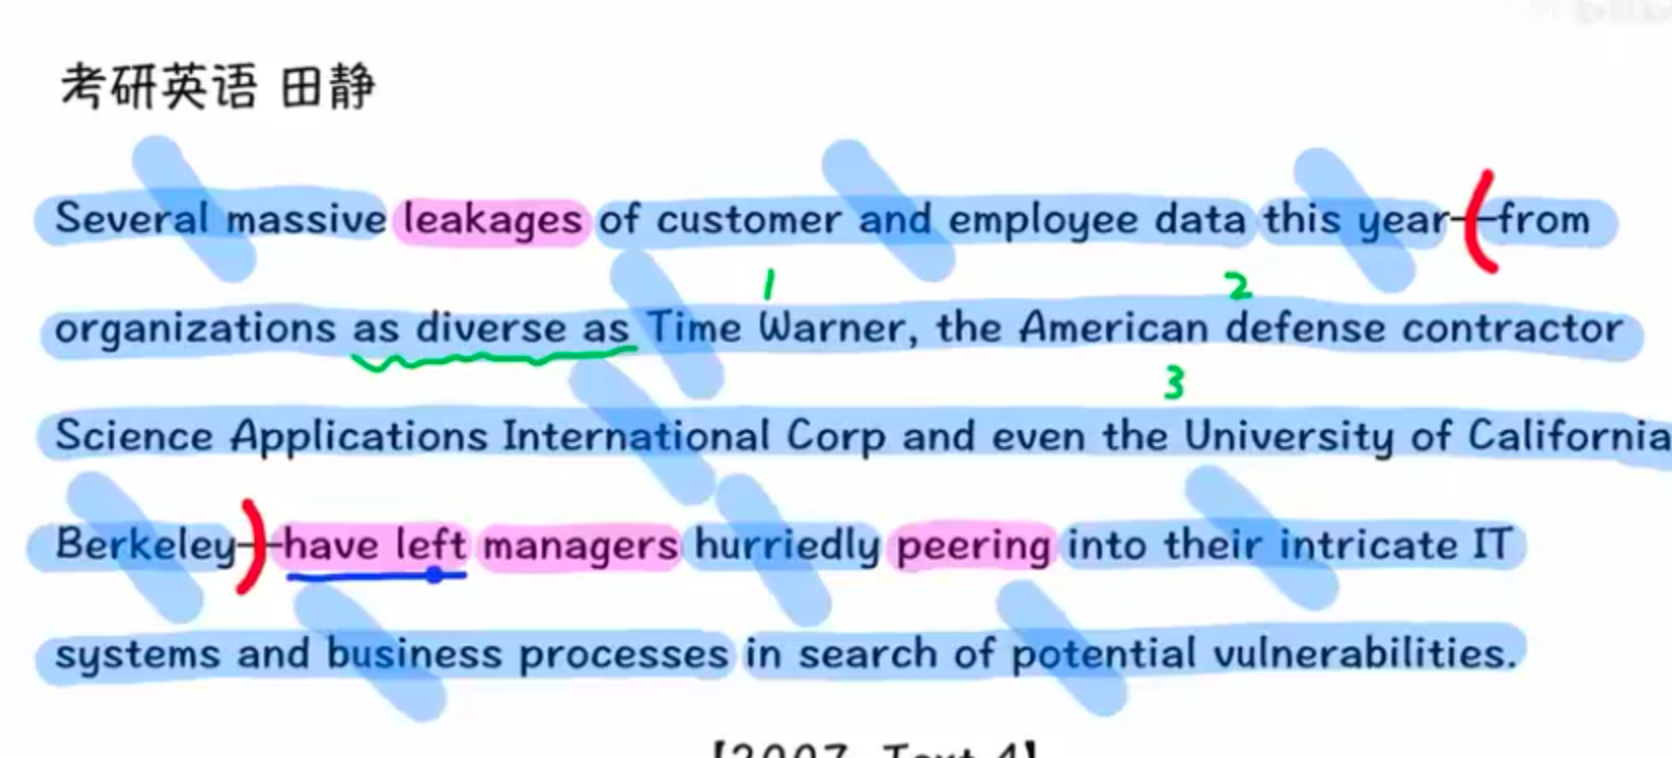 考研英语 田静
Several massive leakages of customer and employee data this year—from
1 2
organizations as diverse as Time Warner, the American defense contractor
3
Science Applications International Corp and even the University of California
Berkeley—have left managers hurriedly peering into their intricate IT
systems and business processes in search of potential vulnerabilities.
【2007 Text 4】